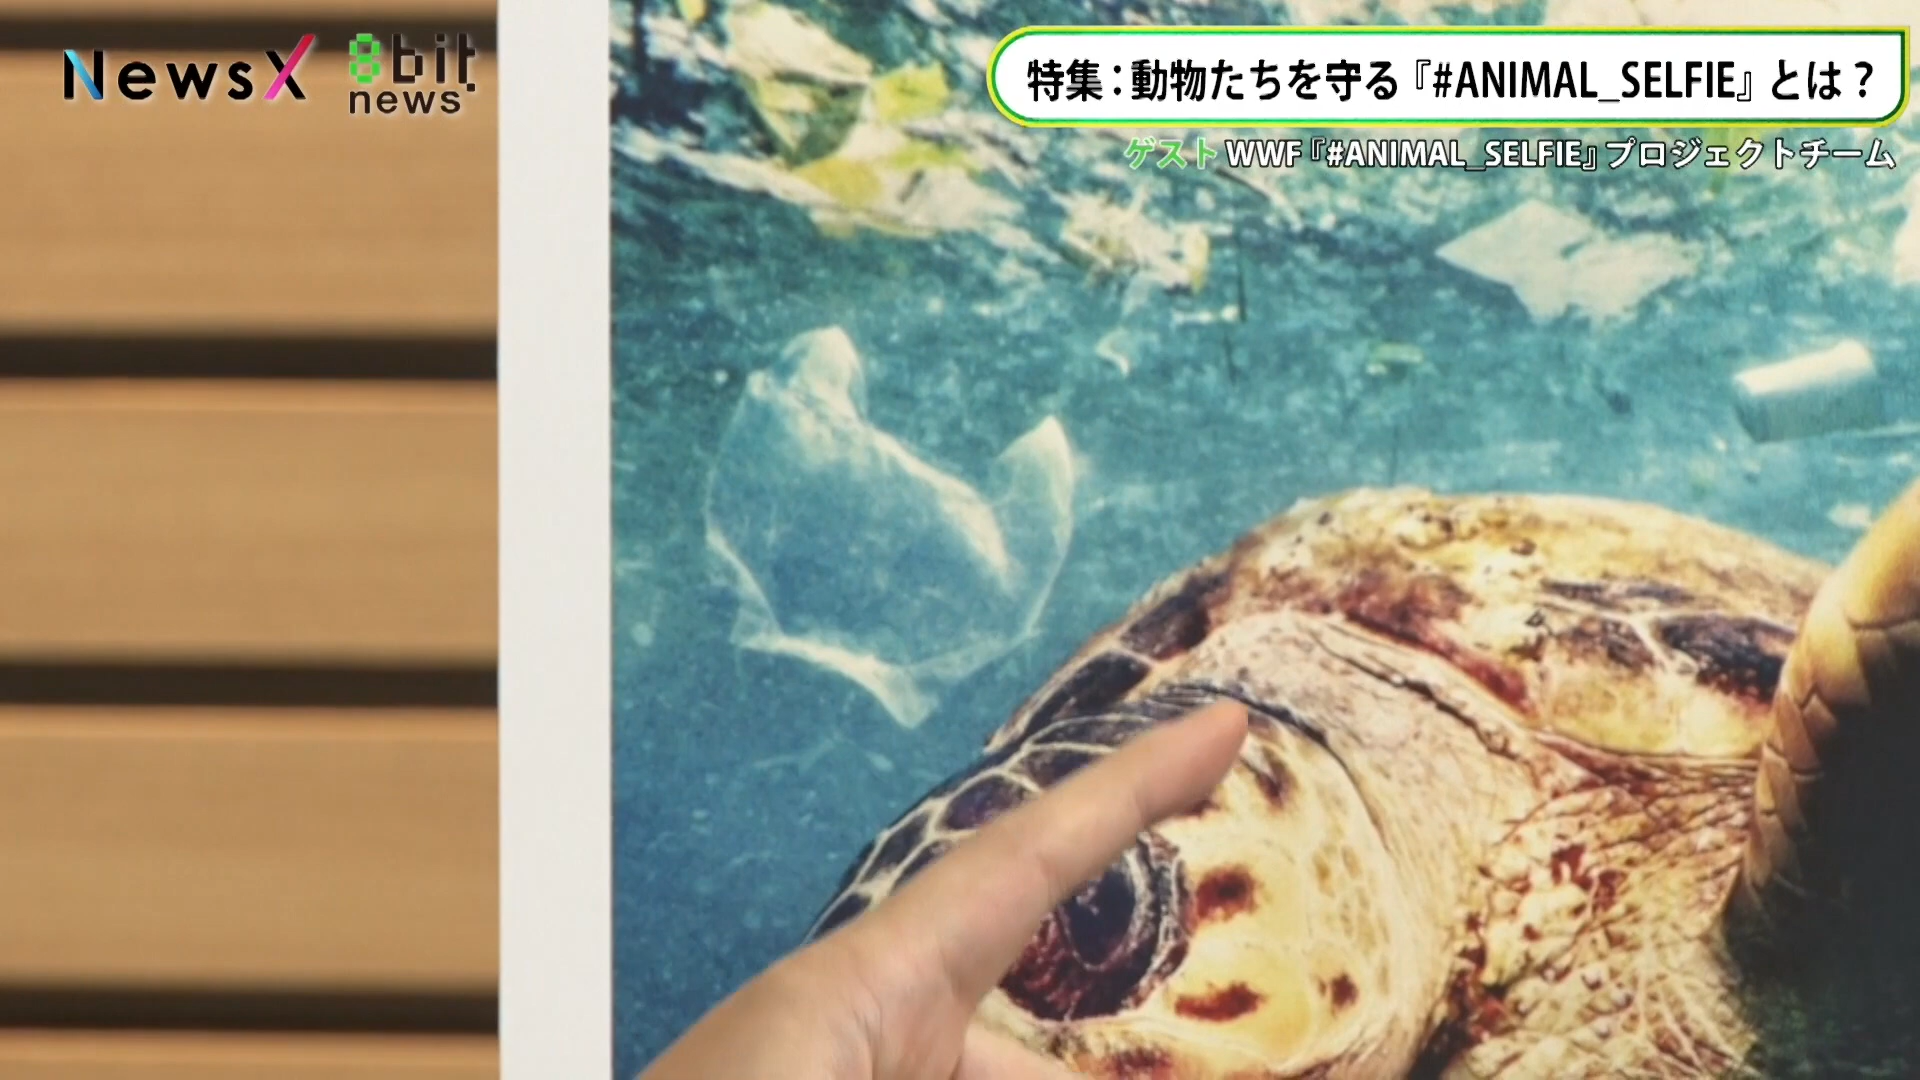 NewsX
8bit
news.
特集:動物たちを守る『#ANIMAL_SELFIE』とは?
ゲスト WWF『#ANIMAL_SELFIE』プロジェクトチーム